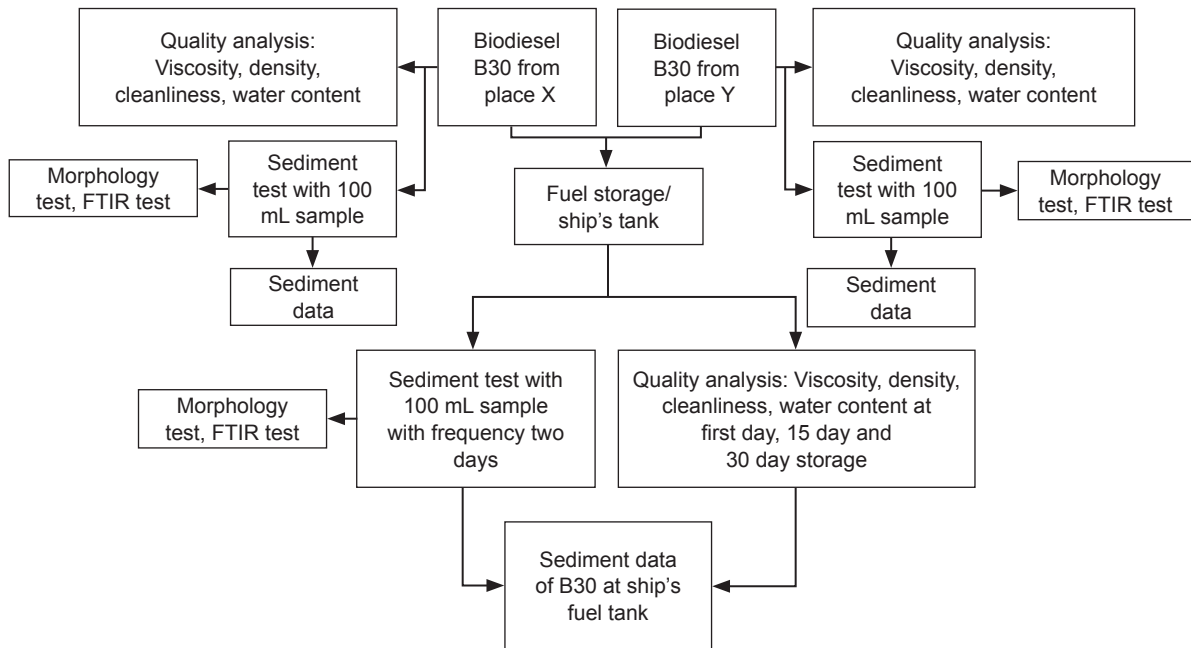 Quality analysis:
Viscosity, density,
cleanliness, water content
Biodiesel
B30 from
place X
Biodiesel
B30 from
place Y
Quality analysis:
Viscosity, density,
cleanliness, water content
Morphology
test, FTIR test
Sediment
test with 100
mL sample
Fuel storage/
ship's tank
Sediment
test with 100
mL sample
Morphology
test, FTIR test
Sediment
data
Sediment
data
Morphology
test, FTIR test
Sediment test with
100 mL sample
with frequency two
days
Quality analysis: Viscosity, density,
cleanliness, water content at
first day, 15 day and
30 day storage
Sediment data
of B30 at ship's
fuel tank